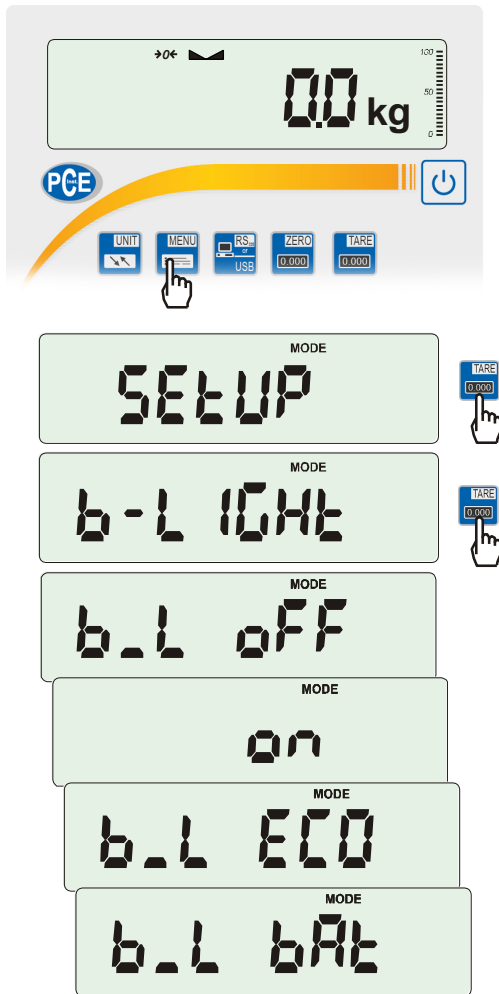 →0← 100
50
0.0 kg
0
PCE
UNIT MENU RS or USB ZERO 0.000 TARE 0.000
MODE
SEtUP
TARE
0.000
MODE
b-LIGHt
TARE
0.000
MODE
b_L oFF
MODE
on
MODE
b_L ECO
MODE
b_L bAt